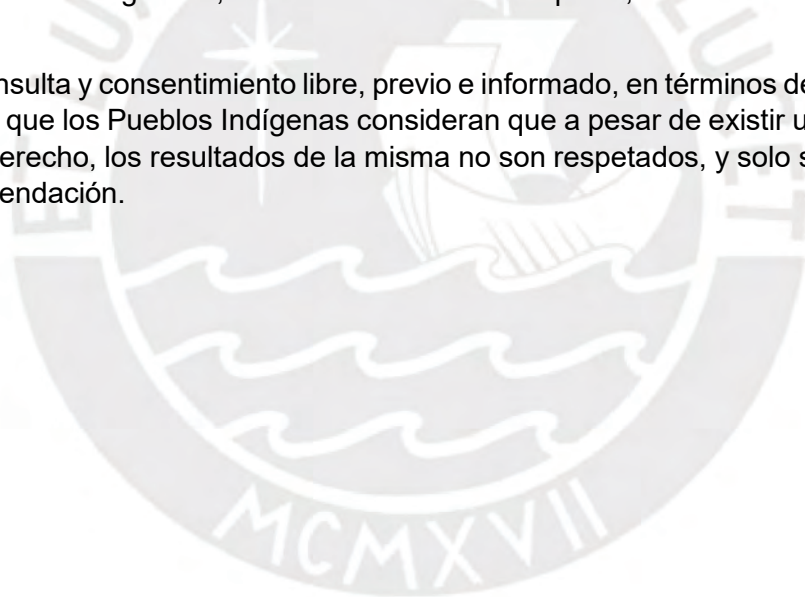 nsulta y consentimiento libre, previo e informado, en términos de
que los Pueblos Indígenas consideran que a pesar de existir u
erecho, los resultados de la misma no son respetados, y solo s
endación.
LUCET
MCMXVII